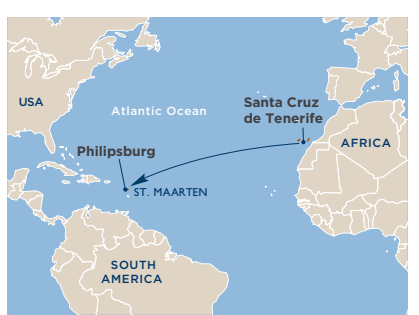 USA
Atlantic Ocean
Santa Cruz
de Tenerife
AFRICA
Philipsburg
ST. MAARTEN
SOUTH
AMERICA